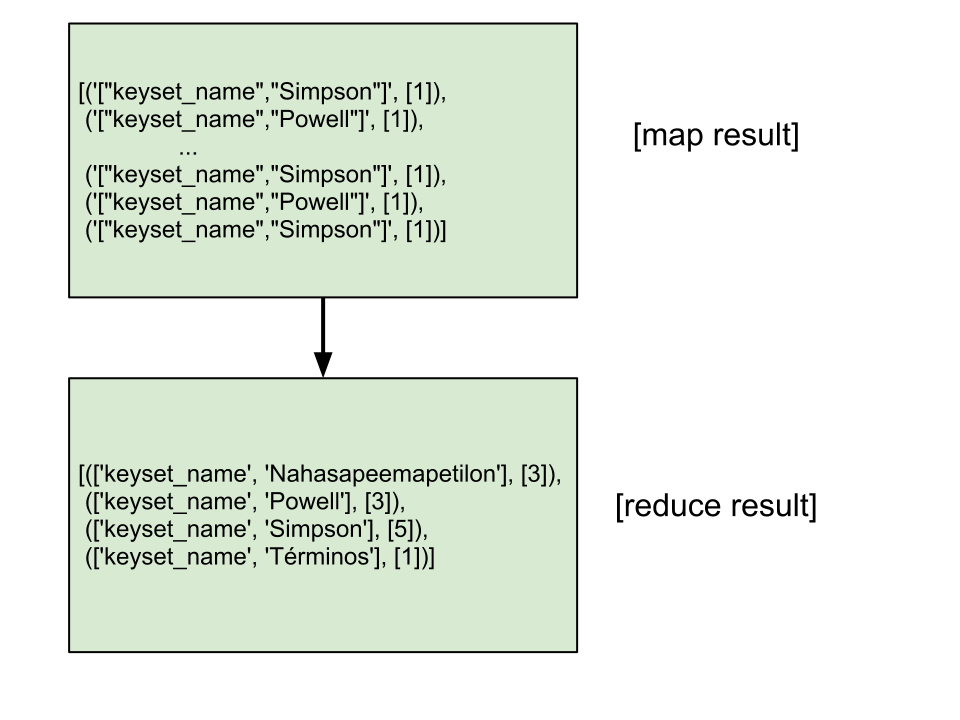 [('["keyset_name","Simpson"]', [1]),
('["keyset_name","Powell"]', [1]),
...
('["keyset_name","Simpson"]', [1]),
('["keyset_name","Powell"]', [1]),
('["keyset_name","Simpson"]', [1])]
[map result]
[(['keyset_name', 'Nahasapeemapetilon'], [3]),
(['keyset_name', 'Powell'], [3]),
(['keyset_name', 'Simpson'], [5]),
(['keyset_name', 'Términos'], [1])]
[reduce result]